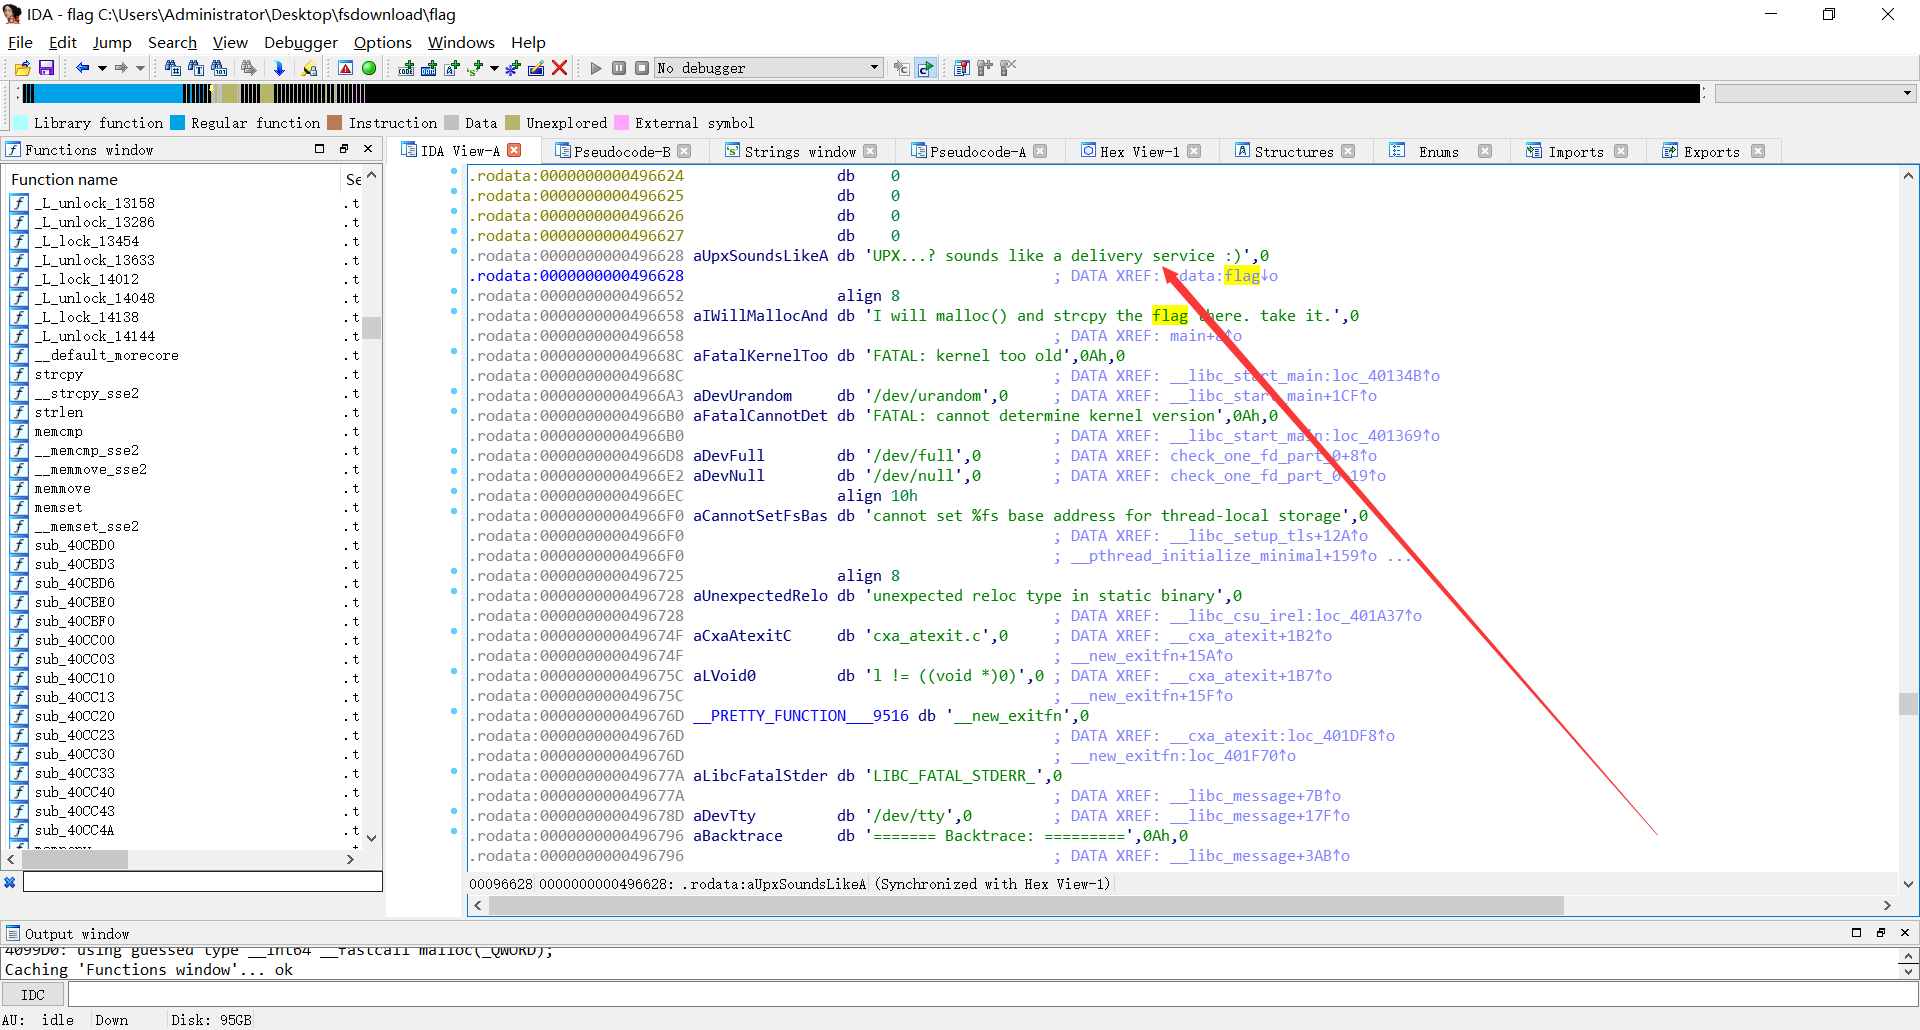 IDA - flag C:\Users\Administrator\Desktop\fsdownload\flag
File Edit Jump Search View Debugger Options Windows Help
No debugger
Library function Regular function Instruction Data Unexplored External symbol
Functions window
IDA View-A Pseudocode-B Strings window Pseudocode-A Hex View-1 Structures Enums Imports Exports
Function name Se
_L_unlock_13158 .t
_L_unlock_13286 .t
_L_lock_13454 .t
_L_unlock_13633 .t
_L_lock_14012 .t
_L_unlock_14048 .t
_L_lock_14138 .t
_L_unlock_14144 .t
__default_morecore .t
strcpy .t
__strcpy_sse2 .t
strlen .t
memcmp .t
__memcmp_sse2 .t
__memmove_sse2 .t
memmove .t
memset .t
__memset_sse2 .t
sub_40CBD0 .t
sub_40CBD3 .t
sub_40CBD6 .t
sub_40CBE0 .t
sub_40CBF0 .t
sub_40CC00 .t
sub_40CC03 .t
sub_40CC10 .t
sub_40CC13 .t
sub_40CC20 .t
sub_40CC23 .t
sub_40CC30 .t
sub_40CC33 .t
sub_40CC40 .t
sub_40CC43 .t
sub_40CC4A .t
.rodata:0000000000496624 db 0
.rodata:0000000000496625 db 0
.rodata:0000000000496626 db 0
.rodata:0000000000496627 db 0
.rodata:0000000000496628 aUpxSoundsLikeA db 'UPX...? sounds like a delivery service :)',0
.rodata:0000000000496628 ; DATA XREF: .data:flag↓o
.rodata:0000000000496652 align 8
.rodata:0000000000496658 aIWillMallocAnd db 'I will malloc() and strcpy the flag there. take it.',0
.rodata:0000000000496658 ; DATA XREF: main+8↑o
.rodata:000000000049668C aFatalKernelToo db 'FATAL: kernel too old',0Ah,0
.rodata:000000000049668C ; DATA XREF: __libc_start_main:loc_40134B↑o
.rodata:00000000004966A3 aDevUrandom db '/dev/urandom',0 ; DATA XREF: __libc_start_main+1CF↑o
.rodata:00000000004966B0 aFatalCannotDet db 'FATAL: cannot determine kernel version',0Ah,0
.rodata:00000000004966B0 ; DATA XREF: __libc_start_main:loc_401369↑o
.rodata:00000000004966D8 aDevFull db '/dev/full',0 ; DATA XREF: check_one_fd_part_0+8↑o
.rodata:00000000004966E2 aDevNull db '/dev/null',0 ; DATA XREF: check_one_fd_part_0+19↑o
.rodata:00000000004966EC align 10h
.rodata:00000000004966F0 aCannotSetFsBas db 'cannot set %fs base address for thread-local storage',0
.rodata:00000000004966F0 ; DATA XREF: __libc_setup_tls+12A↑o
.rodata:00000000004966F0 ; __pthread_initialize_minimal+159↑o ...
.rodata:0000000000496725 align 8
.rodata:0000000000496728 aUnexpectedRelo db 'unexpected reloc type in static binary',0
.rodata:0000000000496728 ; DATA XREF: __libc_csu_irel:loc_401A37↑o
.rodata:000000000049674F aCxaAtexitC db 'cxa_atexit.c',0 ; DATA XREF: __cxa_atexit+1B2↑o
.rodata:000000000049674F ; __new_exitfn+15A↑o
.rodata:000000000049675C aLVoid0 db 'l != ((void *)0)',0 ; DATA XREF: __cxa_atexit+1B7↑o
.rodata:000000000049675C ; __new_exitfn+15F↑o
.rodata:000000000049676D __PRETTY_FUNCTION___9516 db '__new_exitfn',0
.rodata:000000000049676D ; DATA XREF: __cxa_atexit:loc_401DF8↑o
.rodata:000000000049676D ; __new_exitfn:loc_401F70↑o
.rodata:000000000049677A aLibcFatalStder db 'LIBC_FATAL_STDERR_',0
.rodata:000000000049677A ; DATA XREF: __libc_message+7B↑o
.rodata:000000000049678D aDevTty db '/dev/tty',0 ; DATA XREF: __libc_message+17F↑o
.rodata:0000000000496796 aBacktrace db '======= Backtrace: =========',0Ah,0
.rodata:0000000000496796 ; DATA XREF: __libc_message+3AB↑o
00096628 0000000000496628: .rodata:aUpxSoundsLikeA (Synchronized with Hex View-1)
Output window
4099D0: using guessed type __int64 __fastcall malloc(_QWORD);
Caching 'Functions window'... ok
IDC
AU: idle Down Disk: 95GB